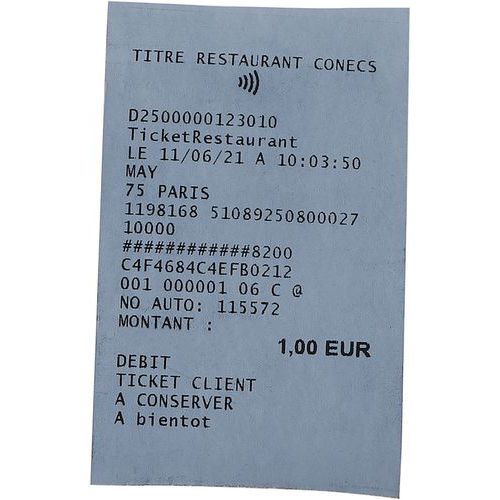 TITRE RESTAURANT CONECS
D2500000123010
TicketRestaurant
LE 11/06/21 A 10:03:50
MAY
75 PARIS
1198168 51089250800027
10000
############8200
C4F4684C4EFB0212
001 000001 06 C @
NO AUTO: 115572
MONTANT :
1,00 EUR
DEBIT
TICKET CLIENT
A CONSERVER
A bientot